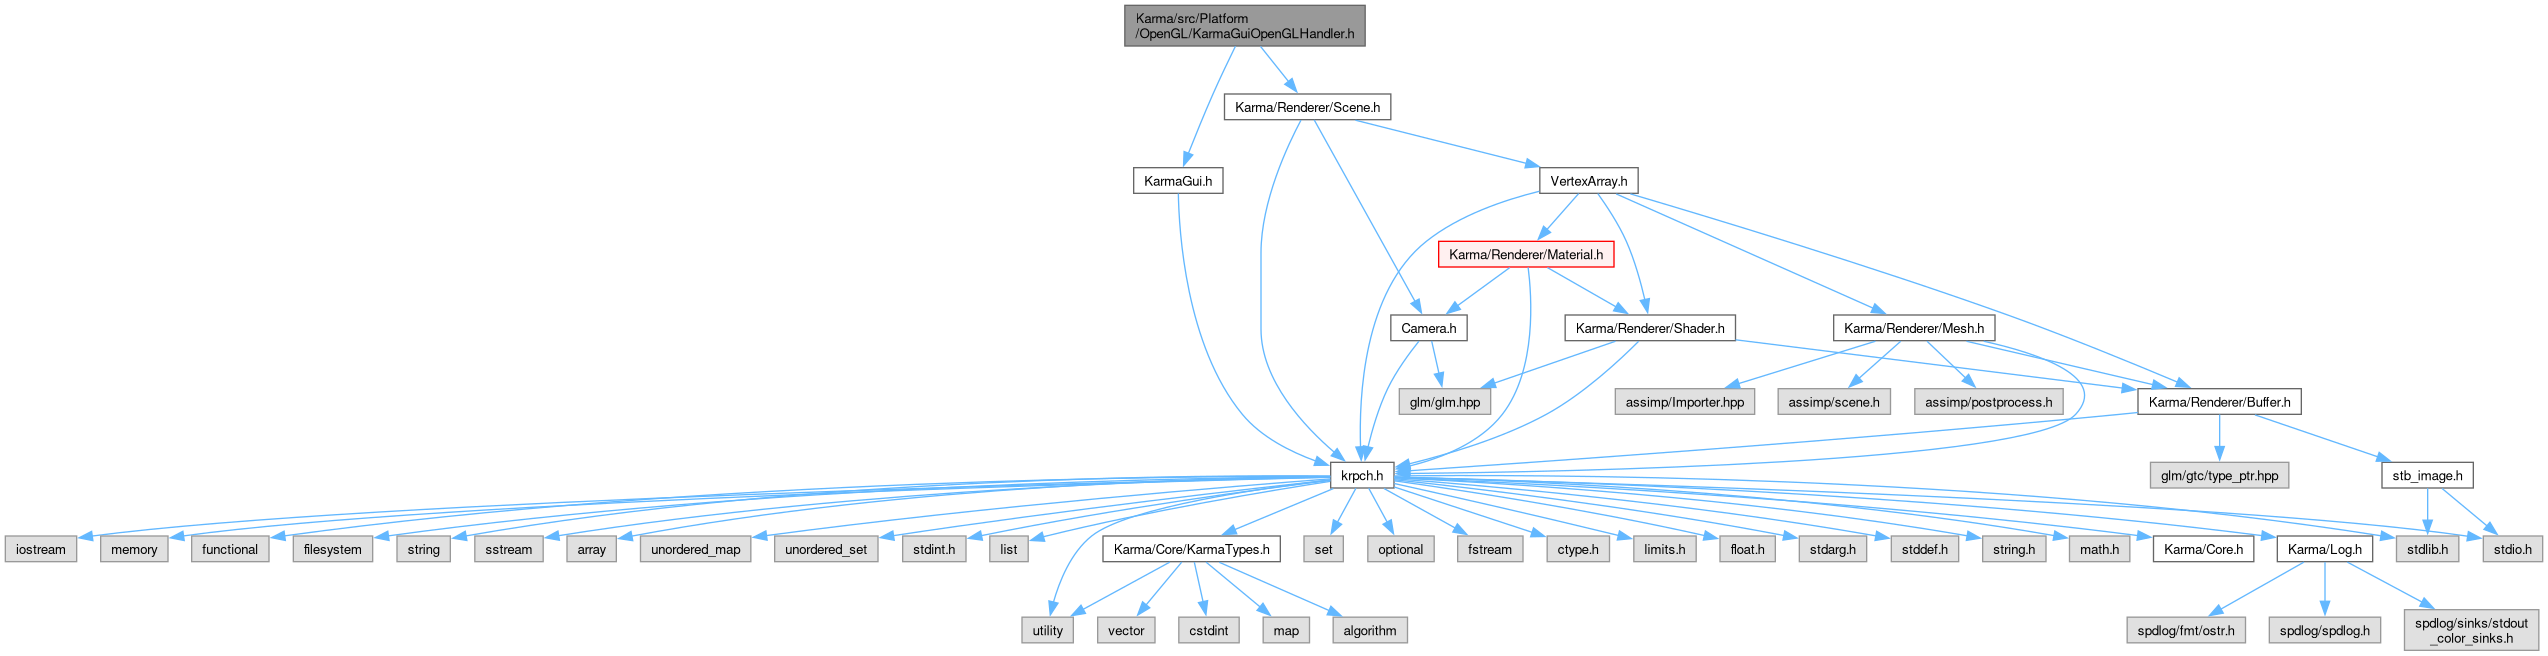 Karma/src/Platform
/OpenGL/KarmaGuiOpenGLHandler.h
Karma/Renderer/Scene.h
KarmaGui.h
VertexArray.h
Karma/Renderer/Material.h
Camera.h
Karma/Renderer/Shader.h
Karma/Renderer/Mesh.h
glm/glm.hpp
assimp/Importer.hpp
assimp/scene.h
assimp/postprocess.h
Karma/Renderer/Buffer.h
krpch.h
glm/gtc/type_ptr.hpp
stb_image.h
iostream
memory
functional
filesystem
string
sstream
array
unordered_map
unordered_set
stdint.h
list
Karma/Core/KarmaTypes.h
set
optional
fstream
ctype.h
limits.h
float.h
stdarg.h
stddef.h
string.h
math.h
Karma/Core.h
Karma/Log.h
stdlib.h
stdio.h
utility
vector
cstdint
map
algorithm
spdlog/fmt/ostr.h
spdlog/spdlog.h
spdlog/sinks/stdout
_color_sinks.h